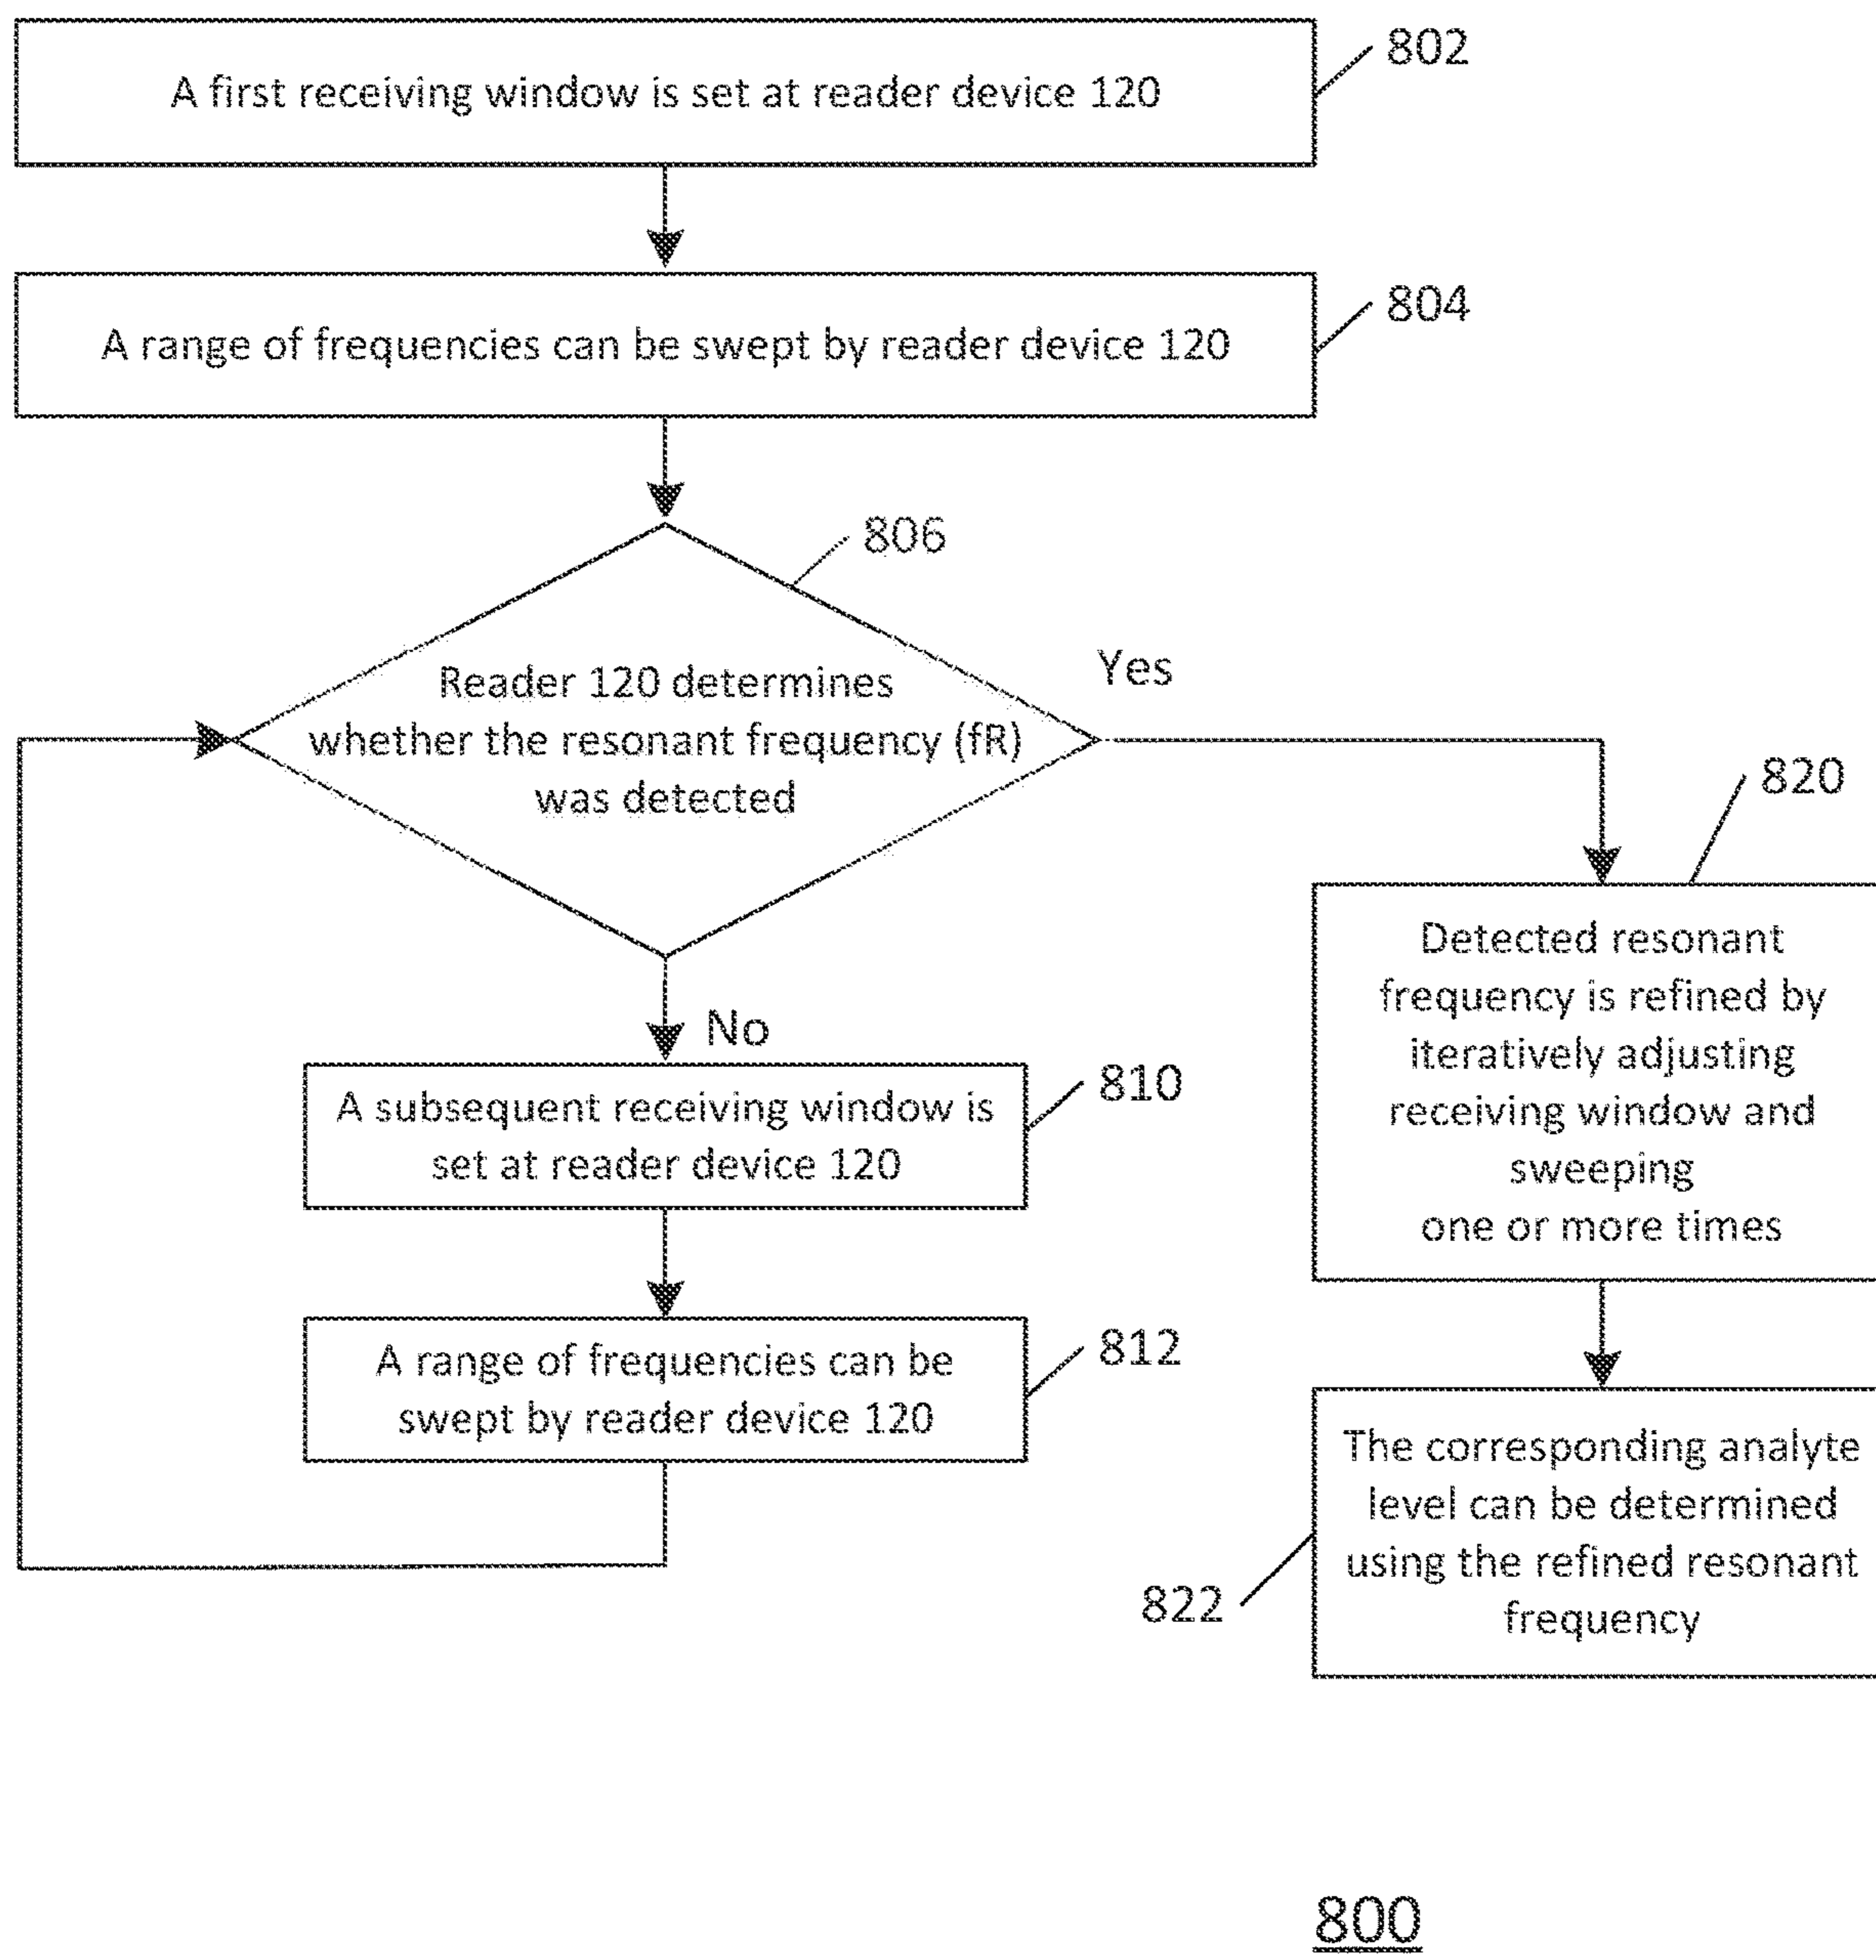 A first receiving window is set at reader device 120
802
A range of frequencies can be swept by reader device 120
804
806
Reader 120 determines
whether the resonant frequency (fR)
was detected
Yes
No
810
A subsequent receiving window is
set at reader device 120
812
A range of frequencies can be
swept by reader device 120
820
Detected resonant
frequency is refined by
iteratively adjusting
receiving window and
sweeping
one or more times
The corresponding analyte
level can be determined
using the refined resonant
frequency
822
800